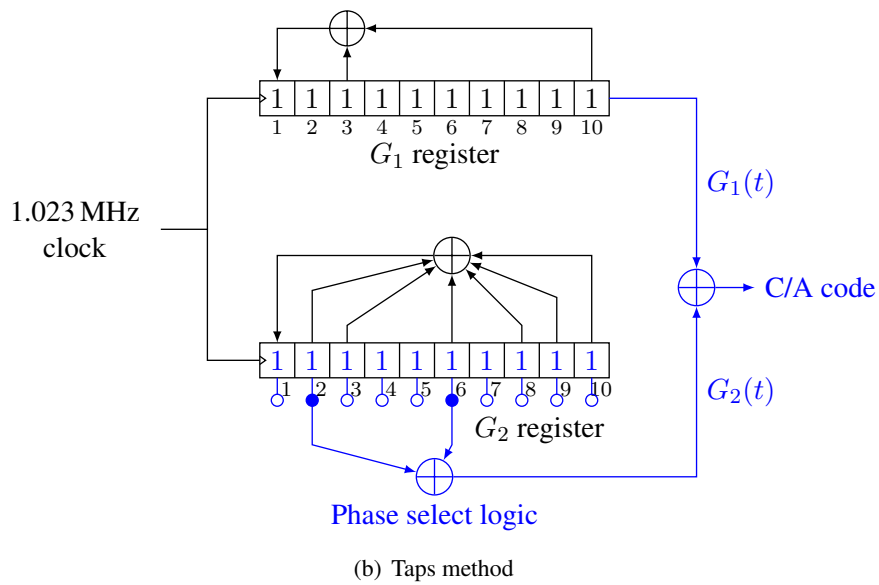 1 1 1 1 1 1 1 1 1 1
1 2 3 4 5 6 7 8 9 10
G₁ register
G₁(t)
1.023 MHz
clock
C/A code
1 1 1 1 1 1 1 1 1 1
1 2 3 4 5 6 7 8 9 10
G₂(t)
G₂ register
Phase select logic
(b) Taps method